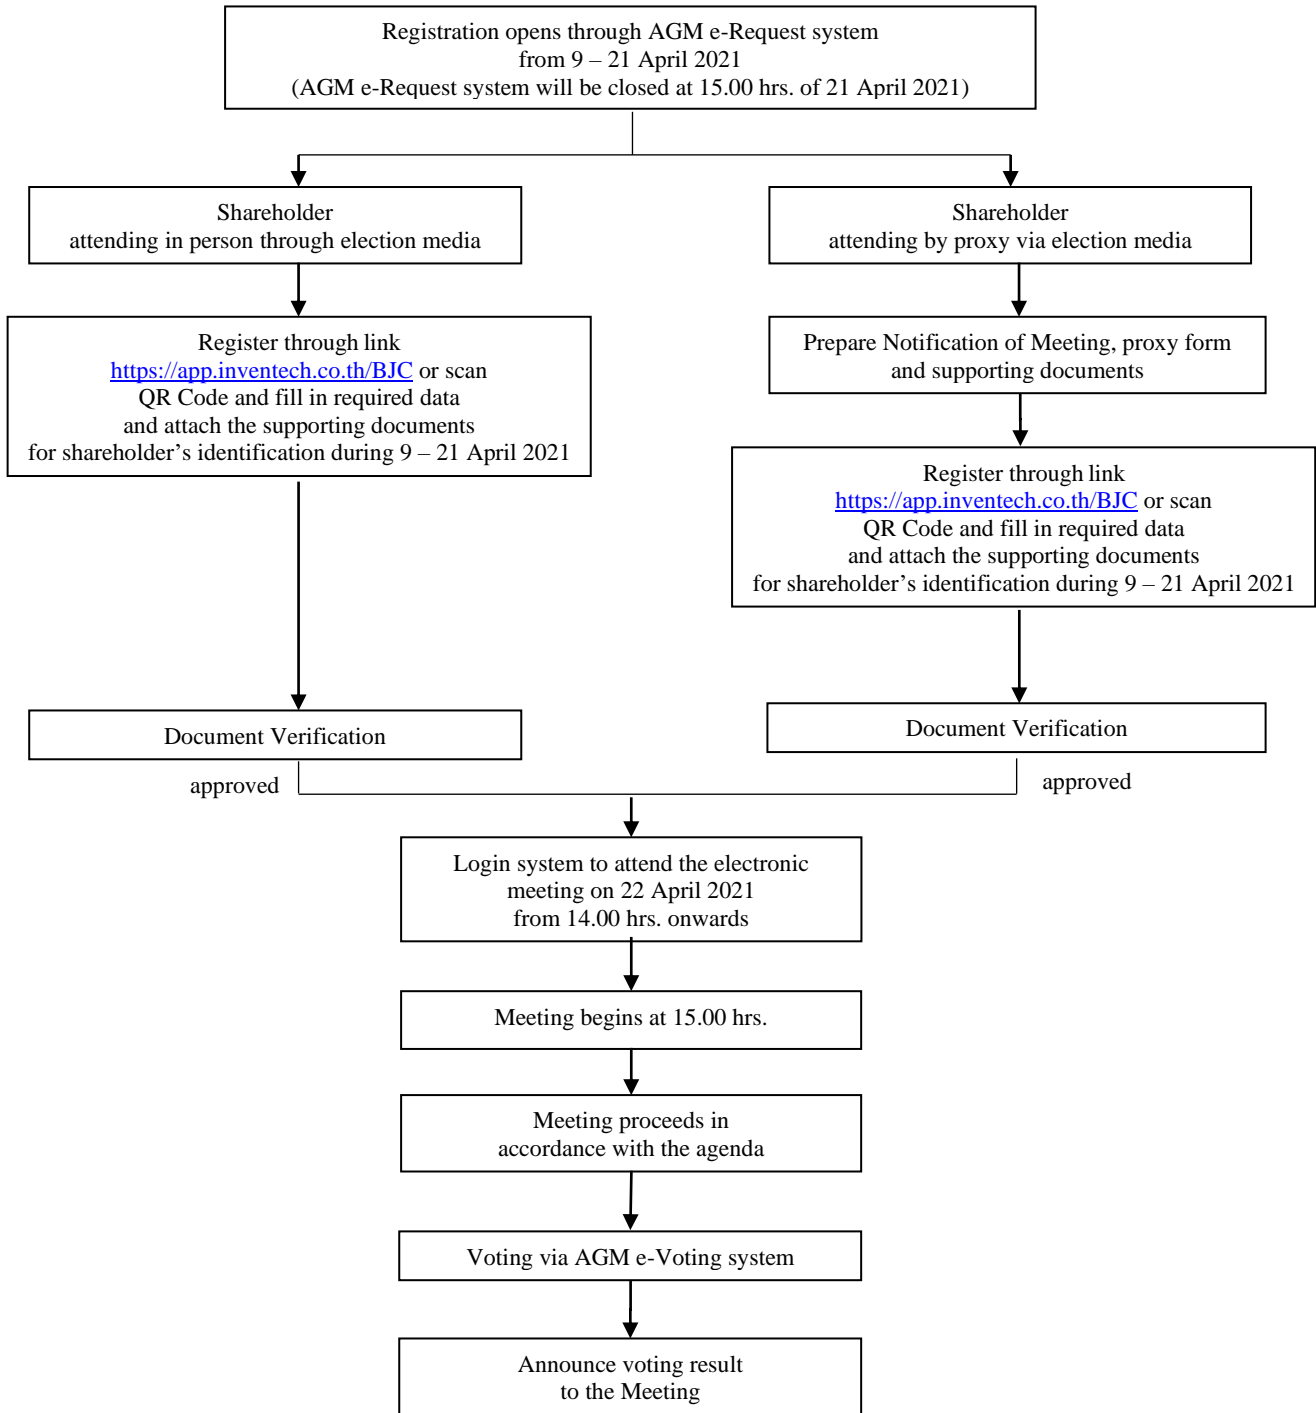 Registration opens through AGM e-Request system
from 9 – 21 April 2021
(AGM e-Request system will be closed at 15.00 hrs. of 21 April 2021)
Shareholder
attending in person through election media
Shareholder
attending by proxy via election media
Register through link
https://app.inventech.co.th/BJC or scan
QR Code and fill in required data
and attach the supporting documents
for shareholder’s identification during 9 – 21 April 2021
Prepare Notification of Meeting, proxy form
and supporting documents
Register through link
https://app.inventech.co.th/BJC or scan
QR Code and fill in required data
and attach the supporting documents
for shareholder’s identification during 9 – 21 April 2021
Document Verification
Document Verification
approved
approved
Login system to attend the electronic
meeting on 22 April 2021
from 14.00 hrs. onwards
Meeting begins at 15.00 hrs.
Meeting proceeds in
accordance with the agenda
Voting via AGM e-Voting system
Announce voting result
to the Meeting